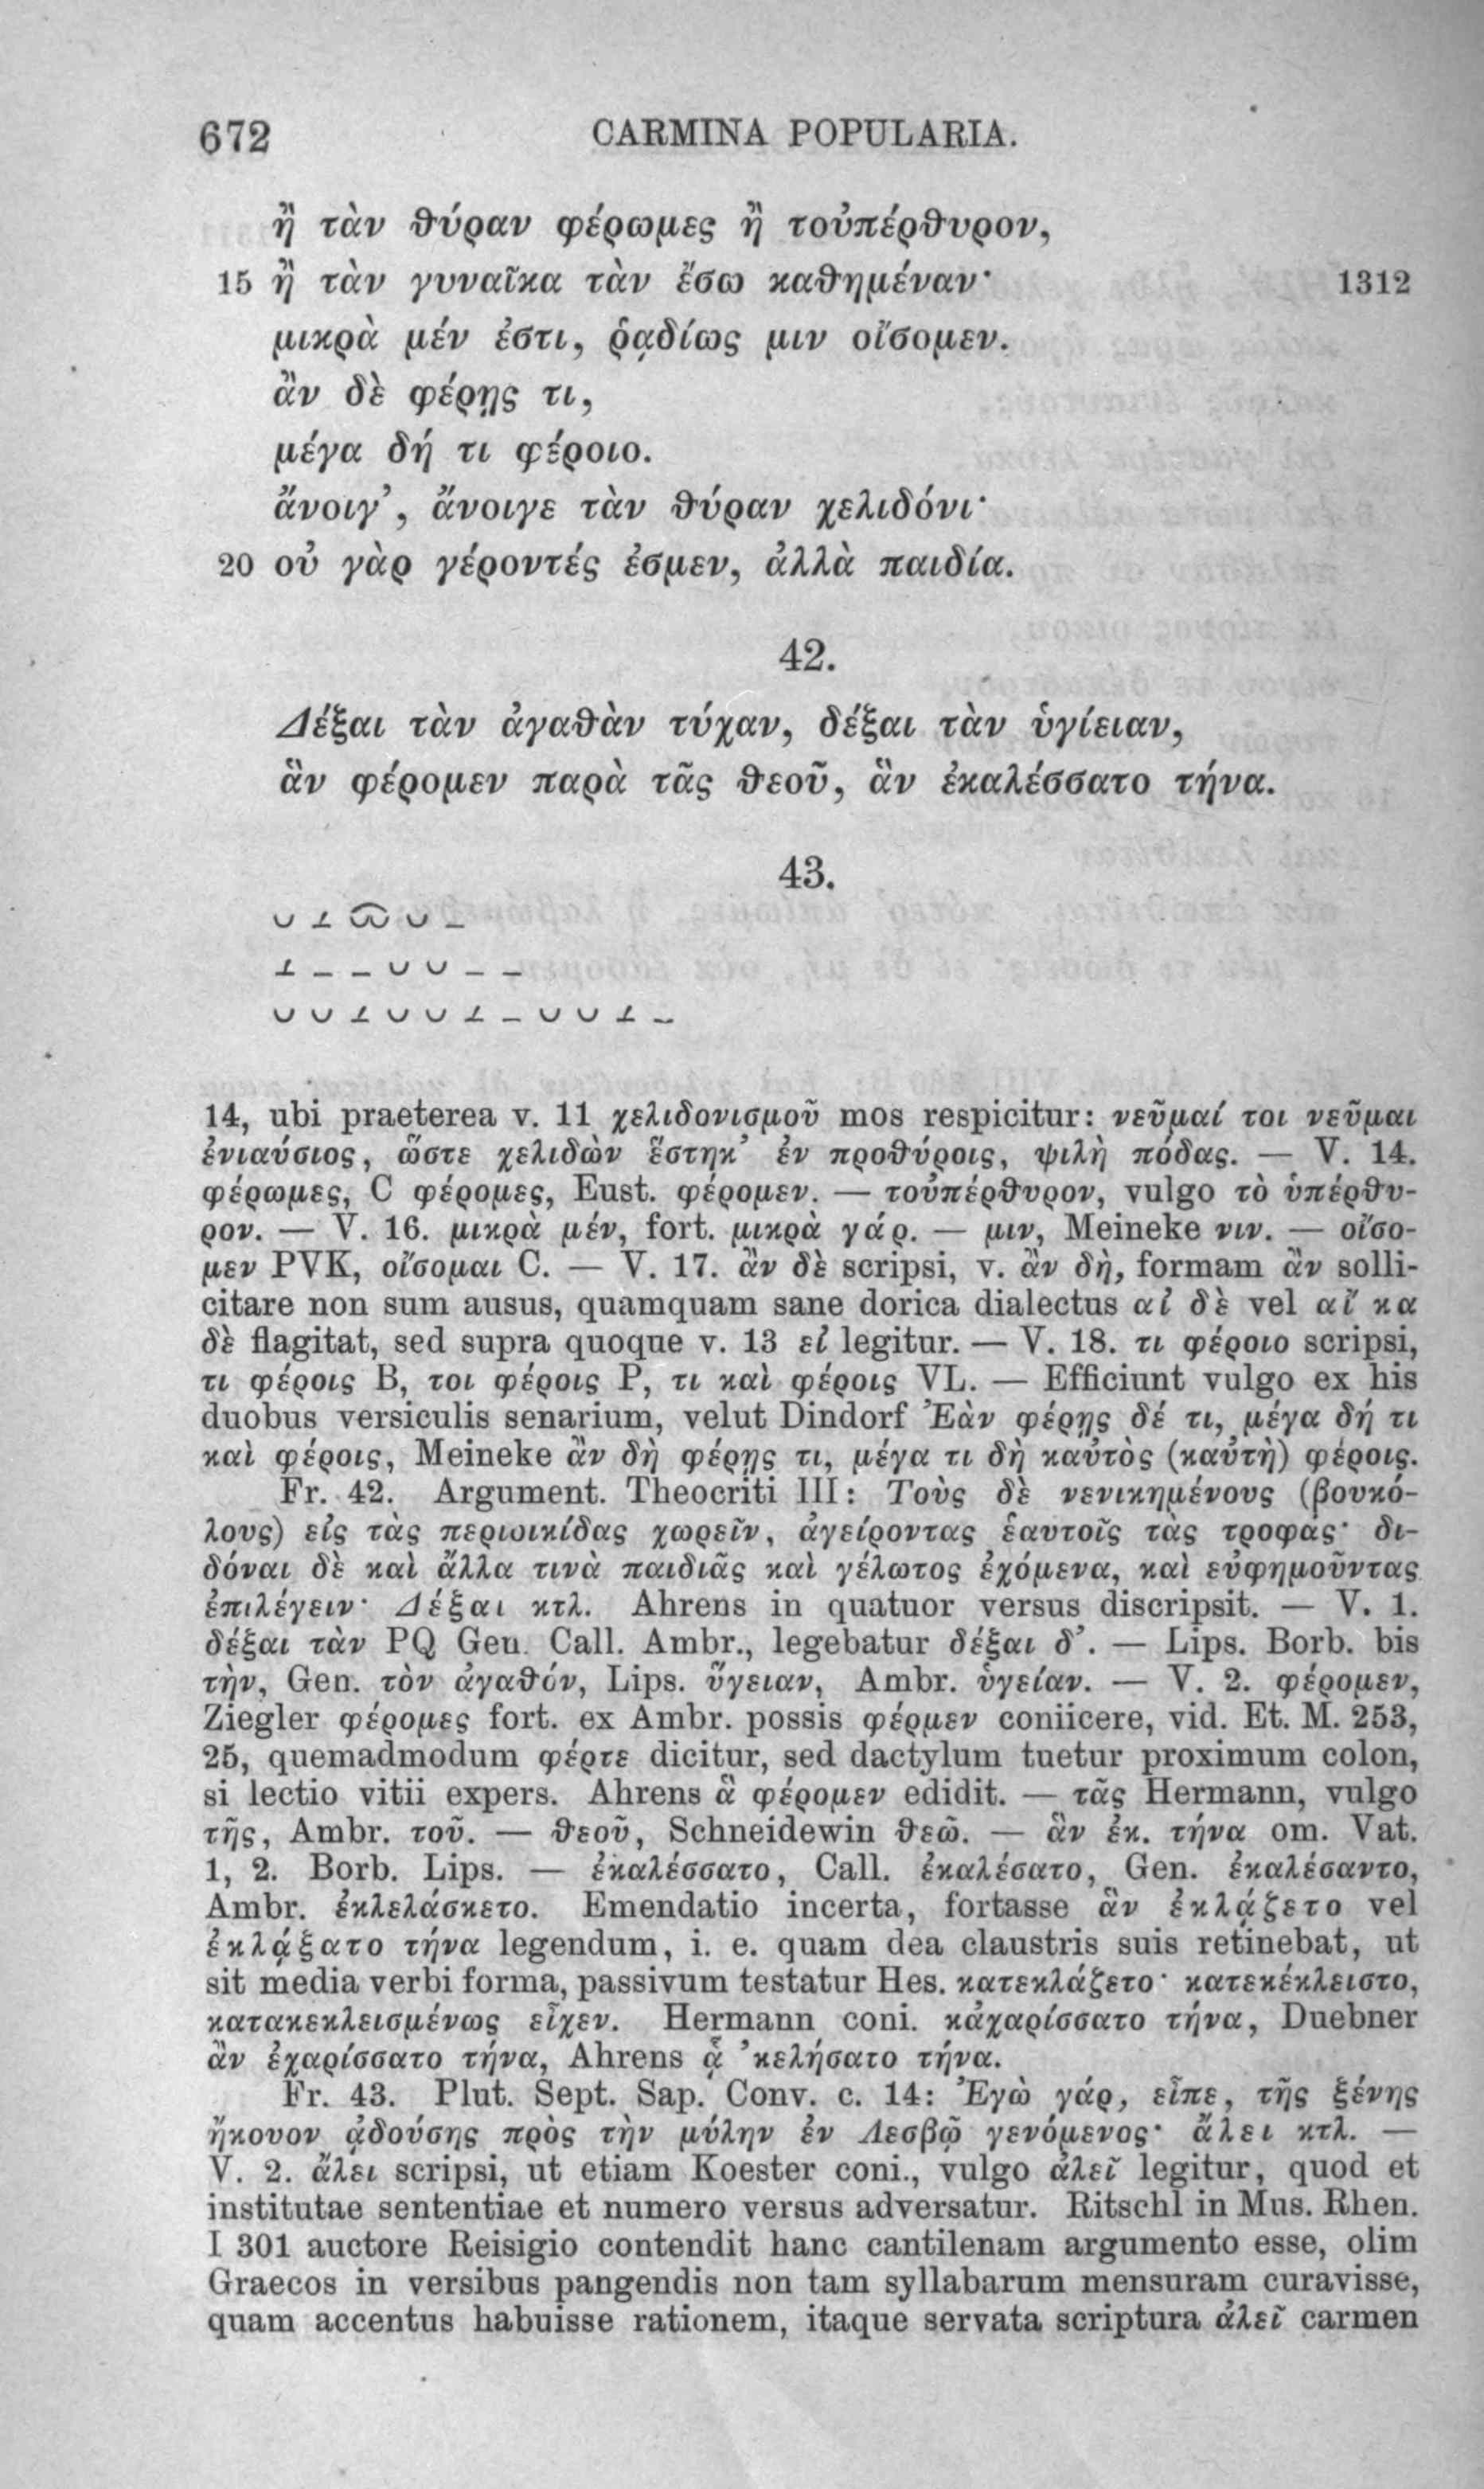 672 CARMINA POPULARIA.
ἢ τὰν θύραν φέρωμες ἢ τοὐπέρθυρον,
15 ἢ τὰν γυναῖκα τὰν ἔσω καθημέναν· 1312
μικρὰ μέν ἐστι, ῥᾳδίως μιν οἴσομεν.
ἂν δὲ φέρῃς τι,
μέγα δή τι φέροιο.
ἄνοιγ', ἄνοιγε τὰν θύραν χελιδόνι·
20 οὐ γὰρ γέροντές ἐσμεν, ἀλλὰ παιδία.
42.
Δέξαι τὰν ἀγαθὰν τύχαν, δέξαι τὰν ὑγίειαν,
ἃν φέρομεν παρὰ τᾶς θεοῦ, ἃν ἐκαλέσσατο τήνα.
43.
14, ubi praeterea v. 11 χελιδονισμοῦ mos respicitur: νεῦμαί τοι νεῦμαι
ἐνιαύσιος, ὥστε χελιδὼν ἕστηκ' ἐν προθύροις, ψιλὴ πόδας. — V. 14.
φέρωμες, C φέρομες, Eust. φέρομεν. — τοὐπέρθυρον, vulgo τὸ ὑπέρθυ-
ρον. — V. 16. μικρὰ μέν, fort. μικρὰ γάρ. — μιν, Meineke νιν. — οἴσο-
μεν PVK, οἴσομαι C. — V. 17. ἂν δὲ scripsi, v. ἂν δὴ, formam ἂν solli-
citare non sum ausus, quamquam sane dorica dialectus αἰ δὲ vel αἴ κα
δὲ flagitat, sed supra quoque v. 13 εἰ legitur. — V. 18. τι φέροιο scripsi,
τι φέροις B, τοι φέροις P, τι καὶ φέροις VL. — Efficiunt vulgo ex his
duobus versiculis senarium, velut Dindorf Ἐὰν φέρῃς δέ τι, μέγα δή τι
καὶ φέροις, Meineke ἂν δὴ φέρῃς τι, μέγα τι δὴ καὐτὸς (καὐτὴ) φέροις.
Fr. 42. Argument. Theocriti III: Τοὺς δὲ νενικημένους (βουκό-
λους) εἰς τὰς περιοικίδας χωρεῖν, ἀγείροντας ἑαυτοῖς τὰς τροφάς· δι-
δόναι δὲ καὶ ἄλλα τινὰ παιδιᾶς καὶ γέλωτος ἐχόμενα, καὶ εὐφημοῦντας
ἐπιλέγειν· Δέξαι κτλ. Ahrens in quatuor versus discripsit. — V. 1.
δέξαι τὰν PQ Gen. Call. Ambr., legebatur δέξαι δ'. — Lips. Borb. bis
τὴν, Gen. τὸν ἀγαθόν, Lips. ὕγειαν, Ambr. ὑγείαν. — V. 2. φέρομεν,
Ziegler φέρομες fort. ex Ambr. possis φέρμεν coniicere, vid. Et. M. 253,
25, quemadmodum φέρτε dicitur, sed dactylum tuetur proximum colon,
si lectio vitii expers. Ahrens ἃ φέρομεν edidit. — τᾶς Hermann, vulgo
τῆς, Ambr. τοῦ. — θεοῦ, Schneidewin θεῶ. — ἃν ἐκ. τήνα om. Vat.
1, 2. Borb. Lips. — ἐκαλέσσατο, Call. ἐκαλέσατο, Gen. ἐκαλέσαντο,
Ambr. ἐκλελάσκετο. Emendatio incerta, fortasse ἃν ἐκλᾴζετο vel
ἐκλᾴξατο τήνα legendum, i. e. quam dea claustris suis retinebat, ut
sit media verbi forma, passivum testatur Hes. κατεκλάζετο· κατεκέκλειστο,
κατακεκλεισμένως εἶχεν. Hermann coni. κἀχαρίσσατο τήνα, Duebner
ἃν ἐχαρίσσατο τήνα, Ahrens ᾇ 'κελήσατο τήνα.
Fr. 43. Plut. Sept. Sap. Conv. c. 14: Ἐγὼ γάρ, εἶπε, τῆς ξένης
ἤκουον ᾀδούσης πρὸς τὴν μύλην ἐν Λεσβῷ γενόμενος· ἄλει κτλ. —
V. 2. ἄλει scripsi, ut etiam Koester coni., vulgo ἀλεῖ legitur, quod et
institutae sententiae et numero versus adversatur. Ritschl in Mus. Rhen.
I 301 auctore Reisigio contendit hanc cantilenam argumento esse, olim
Graecos in versibus pangendis non tam syllabarum mensuram curavisse,
quam accentus habuisse rationem, itaque servata scriptura ἀλεῖ carmen